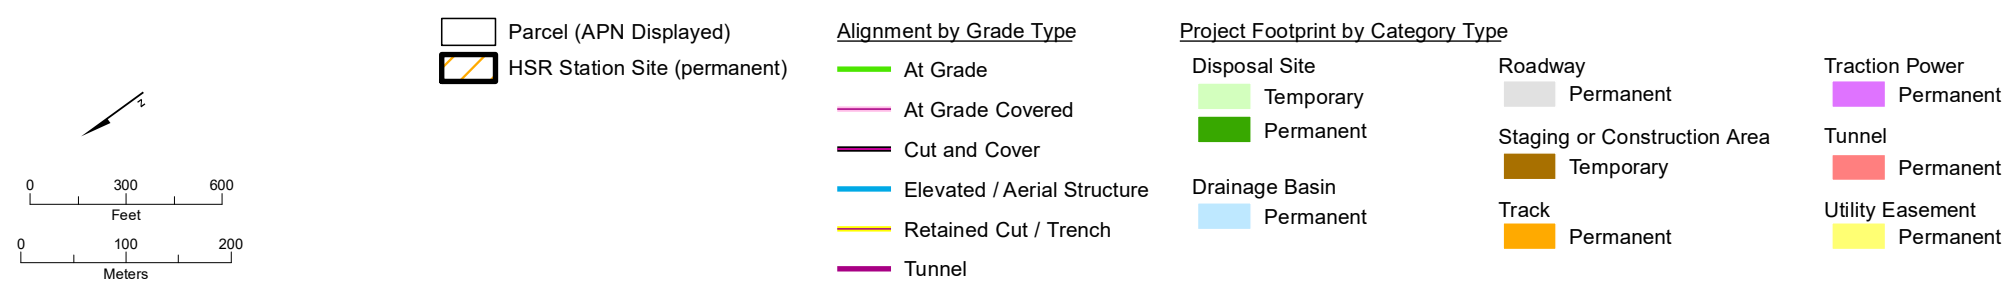 Parcel (APN Displayed)
HSR Station Site (permanent)
N
0 300 600
Feet
0 100 200
Meters
Alignment by Grade Type
At Grade
At Grade Covered
Cut and Cover
Elevated / Aerial Structure
Retained Cut / Trench
Tunnel
Project Footprint by Category Type
Disposal Site
Temporary
Permanent
Drainage Basin
Permanent
Roadway
Permanent
Staging or Construction Area
Temporary
Track
Permanent
Traction Power
Permanent
Tunnel
Permanent
Utility Easement
Permanent